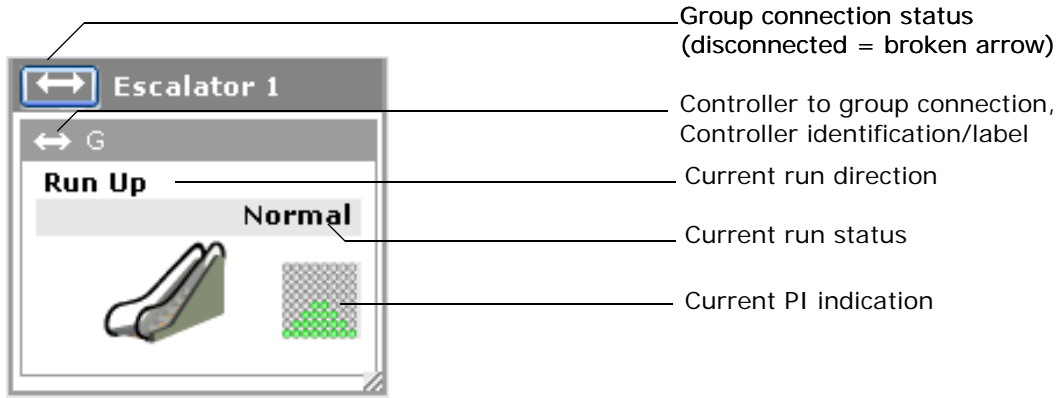 Group connection status
(disconnected = broken arrow)
Escalator 1
Controller to group connection,
Controller identification/label
G
Run Up
Current run direction
Normal
Current run status
Current PI indication